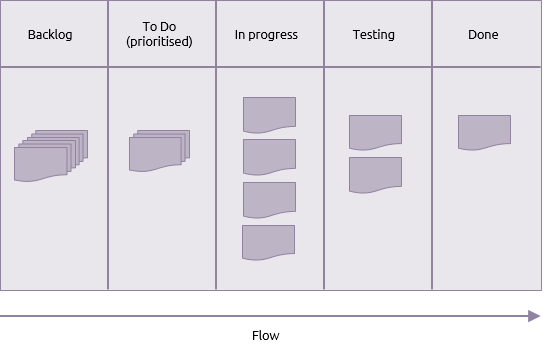 Backlog
To Do
(prioritised)
In progress
Testing
Done
Flow